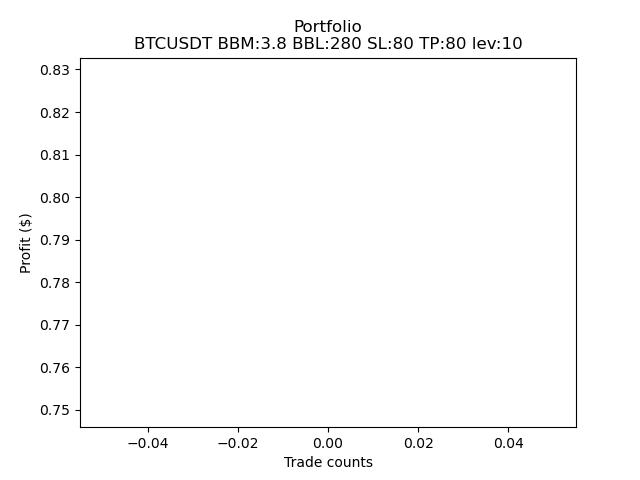 Portfolio
BTCUSDT BBM:3.8 BBL:280 SL:80 TP:80 lev:10
0.83
0.82
0.81
0.80
0.79
0.78
0.77
0.76
0.75
Profit ($)
−0.04 −0.02 0.00 0.02 0.04
Trade counts